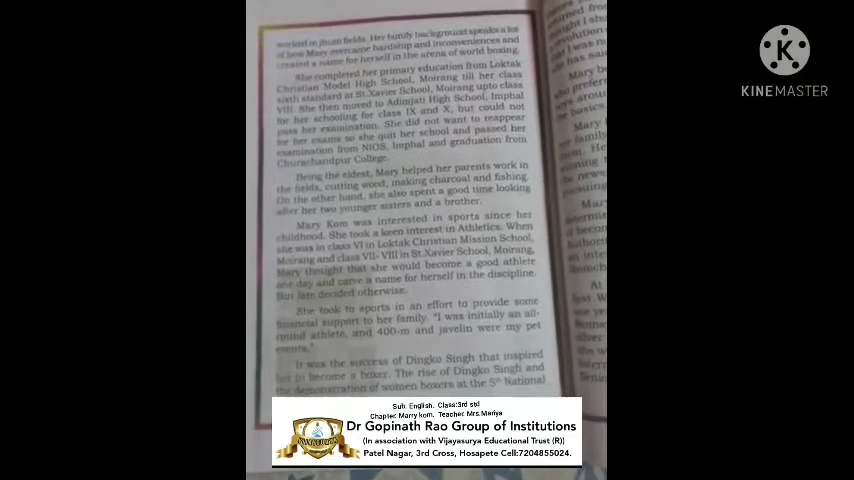 worked in jhum fields. Her family background speaks a lot
of how Mary overcame hardship and inconveniences and
created a name for herself in the arena of world boxing.
She completed her primary education from Loktak
Christian Model High School, Moirang till her class
sixth standard at St.Xavier School, Moirang upto class
VIII. She then moved to Adimjati High School, Imphal
for her schooling for class IX and X, but could not
pass her examination. She did not want to reappear
for her exams so she quit her school and passed her
examination from NIOS, Imphal and graduation from
Churachandpur College.
Being the eldest, Mary helped her parents work in
the fields, cutting wood, making charcoal and fishing.
On the other hand, she also spent a good time looking
after her two younger sisters and a brother.
Mary Kom was interested in sports since her
childhood. She took a keen interest in Athletics. When
she was in class VI in Loktak Christian Mission School,
Moirang and class VII- VIII in St.Xavier School, Moirang,
Mary thought that she would become a good athlete
one day and carve a name for herself in the discipline.
But fate decided otherwise.
She took to sports in an effort to provide some
financial support to her family. "I was initially an all-
round athlete, and 400-m and javelin were my pet
events."
It was the success of Dingko Singh that inspired
her to become a boxer. The rise of Dingko Singh and
the demonstration of women boxers at the 5th National
KINEMASTER
Sub: English. Class:3rd std
Chapter: Marry kom. Teacher: Mrs.Mariya
Dr Gopinath Rao Group of Institutions
(In association with Vijayasurya Educational Trust (R))
Patel Nagar, 3rd Cross, Hosapete Cell:7204855024.